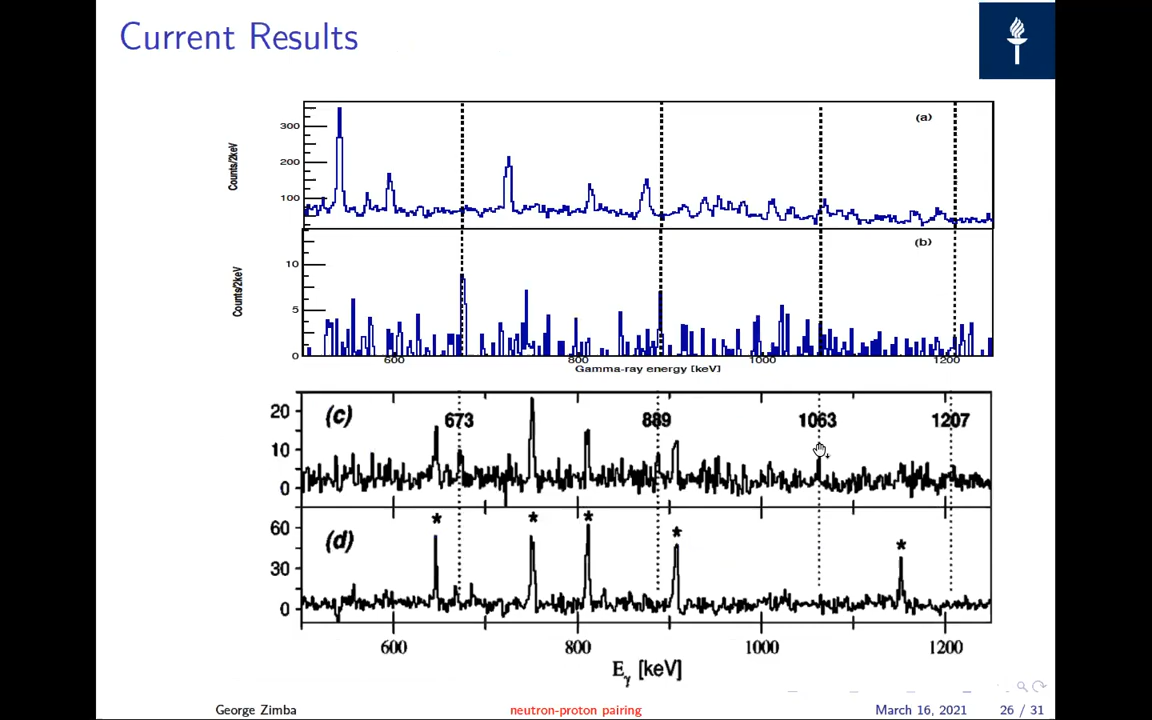 Current Results
(a)
300
200
100
Counts/2keV
(b)
10
5
0
Counts/2keV
600 800 1000 1200
Gamma-ray energy [keV]
(c) 673 889 1063 1207
20
10
0
(d) * * * * *
60
30
0
600 800 1000 1200
Eγ [keV]
George Zimba neutron-proton pairing March 16, 2021 26 / 31